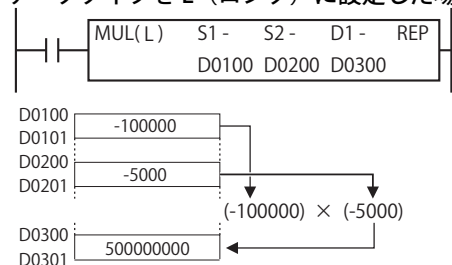 データタイプを L（ロング）に設定した場
MUL(L) S1 - S2 - D1 - REP
D0100 D0200 D0300
D0100
D0101
-100000
D0200
D0201
-5000
(-100000) × (-5000)
D0300
D0301
500000000